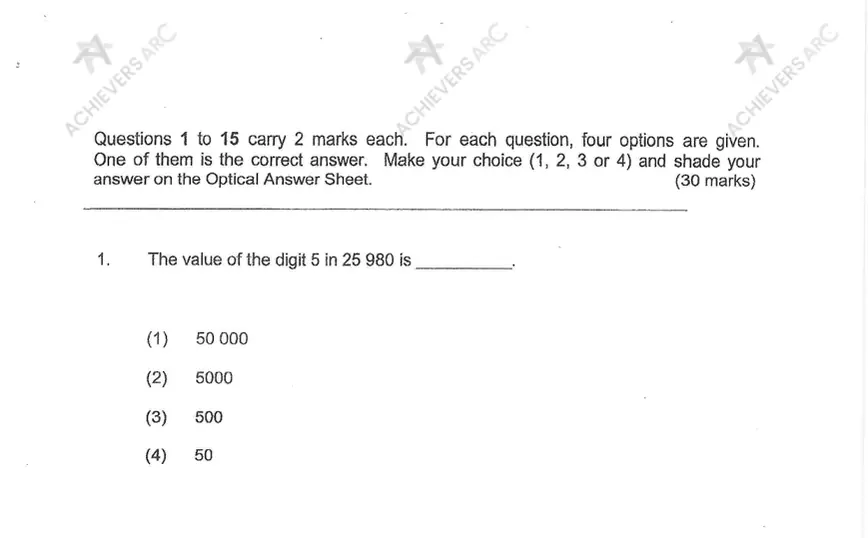 ACHIEVERS ARC
ACHIEVERS ARC
ACHIEVERS ARC
Questions 1 to 15 carry 2 marks each. For each question, four options are given.
One of them is the correct answer. Make your choice (1, 2, 3 or 4) and shade your
answer on the Optical Answer Sheet. (30 marks)
1. The value of the digit 5 in 25 980 is ___________.
(1) 50 000
(2) 5000
(3) 500
(4) 50